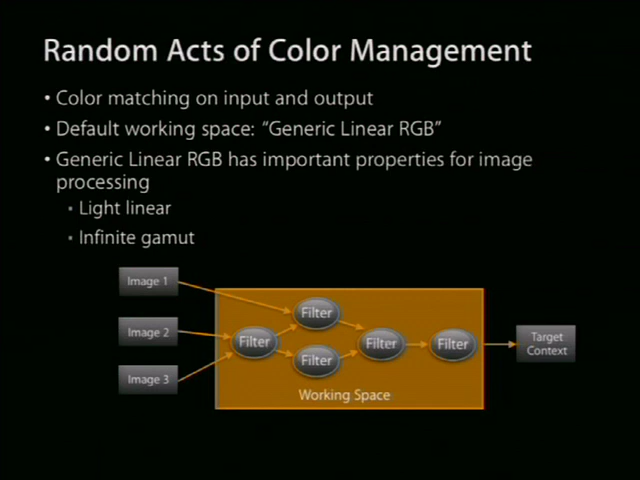 Random Acts of Color Management
• Color matching on input and output
• Default working space: “Generic Linear RGB”
• Generic Linear RGB has important properties for image
processing
▪ Light linear
▪ Infinite gamut
Image 1
Image 2
Image 3
Filter
Filter
Filter
Filter
Filter
Working Space
Target
Context